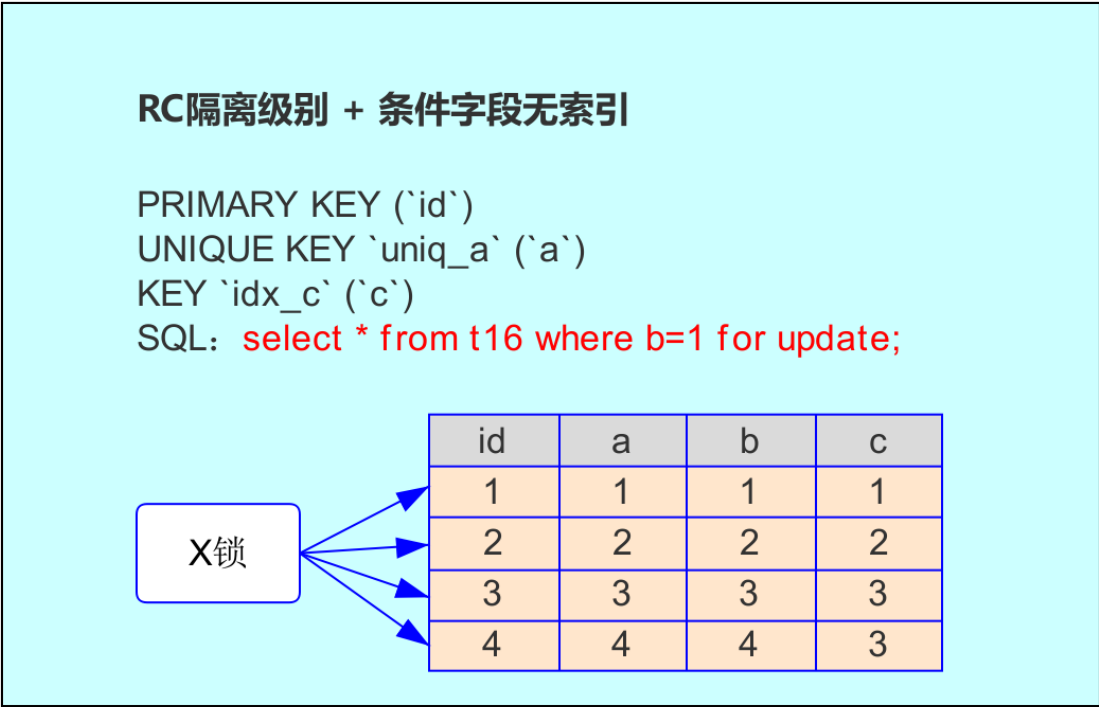 RC隔离级别 + 条件字段无索引
PRIMARY KEY (`id`)
UNIQUE KEY `uniq_a` (`a`)
KEY `idx_c` (`c`)
SQL：select * from t16 where b=1 for update;
id a b c
1 1 1 1
2 2 2 2
X锁
3 3 3 3
4 4 4 3